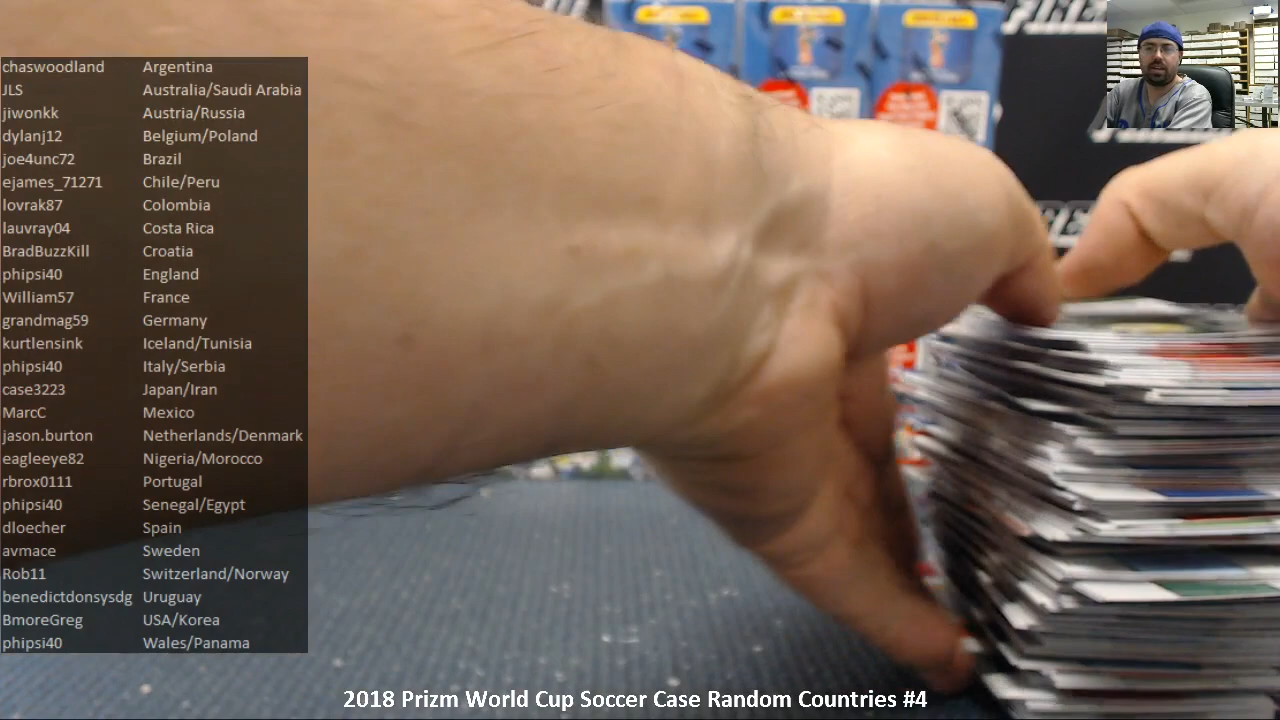 chaswoodland Argentina
JLS Australia/Saudi Arabia
jiwonkk Austria/Russia
dylanj12 Belgium/Poland
joe4unc72 Brazil
ejames_71271 Chile/Peru
lovrak87 Colombia
lauvray04 Costa Rica
BradBuzzKill Croatia
phipsi40 England
William57 France
grandmag59 Germany
kurtlensink Iceland/Tunisia
phipsi40 Italy/Serbia
case3223 Japan/Iran
MarcC Mexico
jason.burton Netherlands/Denmark
eagleeye82 Nigeria/Morocco
rbrox0111 Portugal
phipsi40 Senegal/Egypt
dloecher Spain
avmace Sweden
Rob11 Switzerland/Norway
benedictdonsysdg Uruguay
BmoreGreg USA/Korea
phipsi40 Wales/Panama
2018 Prizm World Cup Soccer Case Random Countries #4